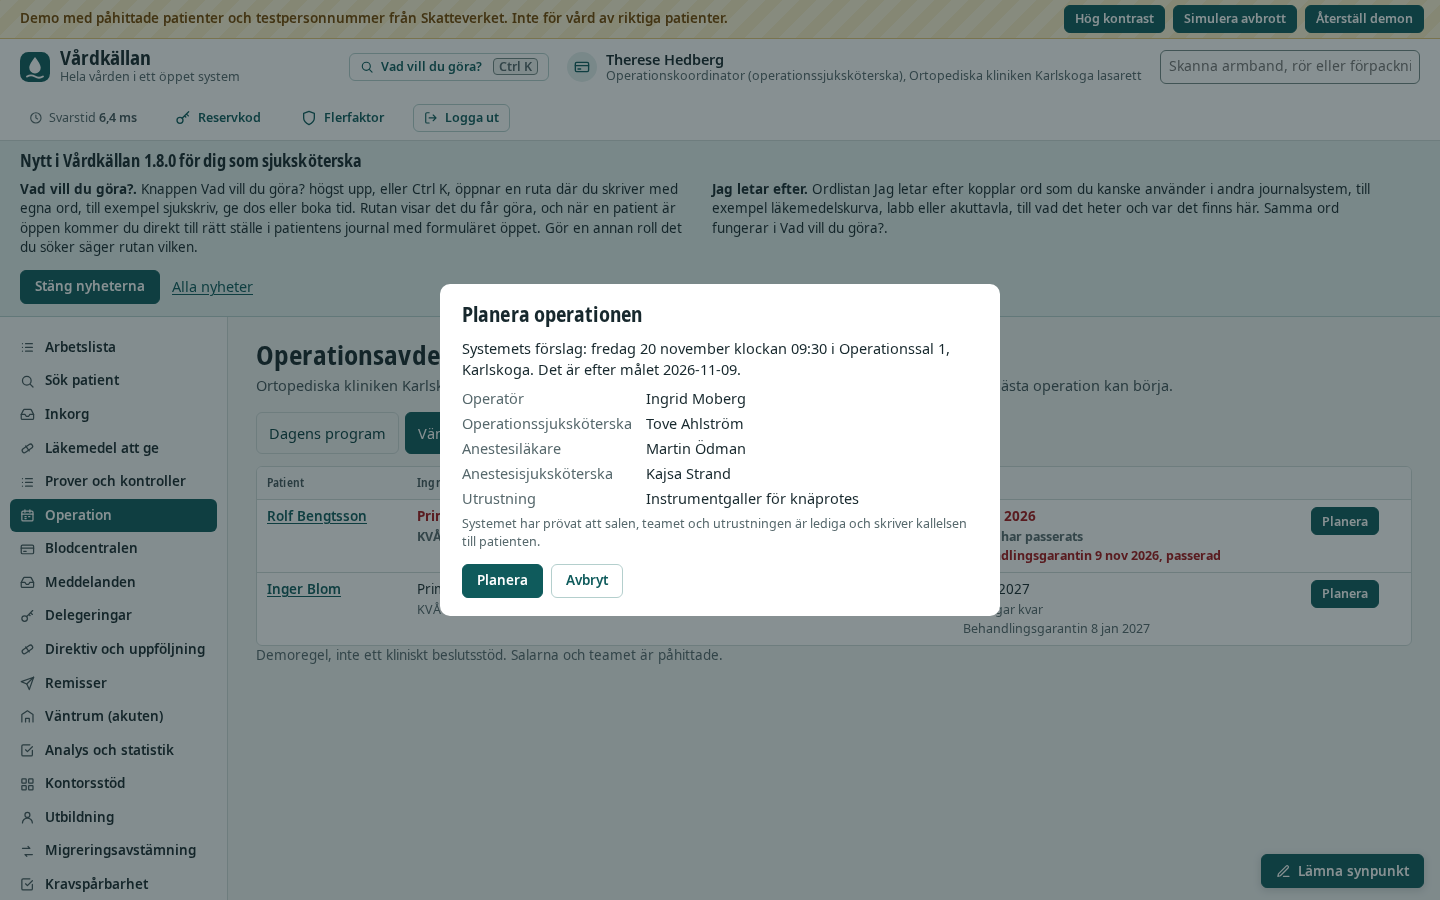 Demo med påhittade patienter och testpersonnummer från Skatteverket. Inte för vård av riktiga patienter.
Hög kontrast
Simulera avbrott
Återställ demon
Vårdkällan
Hela vården i ett öppet system
Vad vill du göra? Ctrl K
Therese Hedberg
Operationskoordinator (operationssjuksköterska), Ortopediska kliniken Karlskoga lasarett
Skanna armband, rör eller förpackni
Svarstid 6,4 ms
Reservkod
Flerfaktor
Logga ut
Nytt i Vårdkällan 1.8.0 för dig som sjuksköterska
Vad vill du göra?. Knappen Vad vill du göra? högst upp, eller Ctrl K, öppnar en ruta där du skriver med
egna ord, till exempel sjukskriv, ge dos eller boka tid. Rutan visar det du får göra, och när en patient är
öppen kommer du direkt till rätt ställe i patientens journal med formuläret öppet. Gör en annan roll det
du söker säger rutan vilken.
Jag letar efter. Ordlistan Jag letar efter kopplar ord som du kanske använder i andra journalsystem, till
exempel läkemedelskurva, labb eller akuttavla, till vad det heter och var det finns här. Samma ord
fungerar i Vad vill du göra?.
Stäng nyheterna
Alla nyheter
Arbetslista
Sök patient
Inkorg
Läkemedel att ge
Prover och kontroller
Operation
Blodcentralen
Meddelanden
Delegeringar
Direktiv och uppföljning
Remisser
Väntrum (akuten)
Analys och statistik
Kontorsstöd
Utbildning
Migreringsavstämning
Kravspårbarhet
Operationsavde
Ortopediska kliniken Karlsk
ästa operation kan börja.
Dagens program
Vän
Patient
Ingr
Rolf Bengtsson
Prim
KVÅ
2026
har passerats
dlingsgarantin 9 nov 2026, passerad
Planera
Inger Blom
Prim
KVÅ
2027
gar kvar
Behandlingsgarantin 8 jan 2027
Planera
Demoregel, inte ett kliniskt beslutsstöd. Salarna och teamet är påhittade.
Planera operationen
Systemets förslag: fredag 20 november klockan 09:30 i Operationssal 1,
Karlskoga. Det är efter målet 2026-11-09.
Operatör Ingrid Moberg
Operationssjuksköterska Tove Ahlström
Anestesiläkare Martin Ödman
Anestesisjuksköterska Kajsa Strand
Utrustning Instrumentgaller för knäprotes
Systemet har prövat att salen, teamet och utrustningen är lediga och skriver kallelsen
till patienten.
Planera
Avbryt
Lämna synpunkt